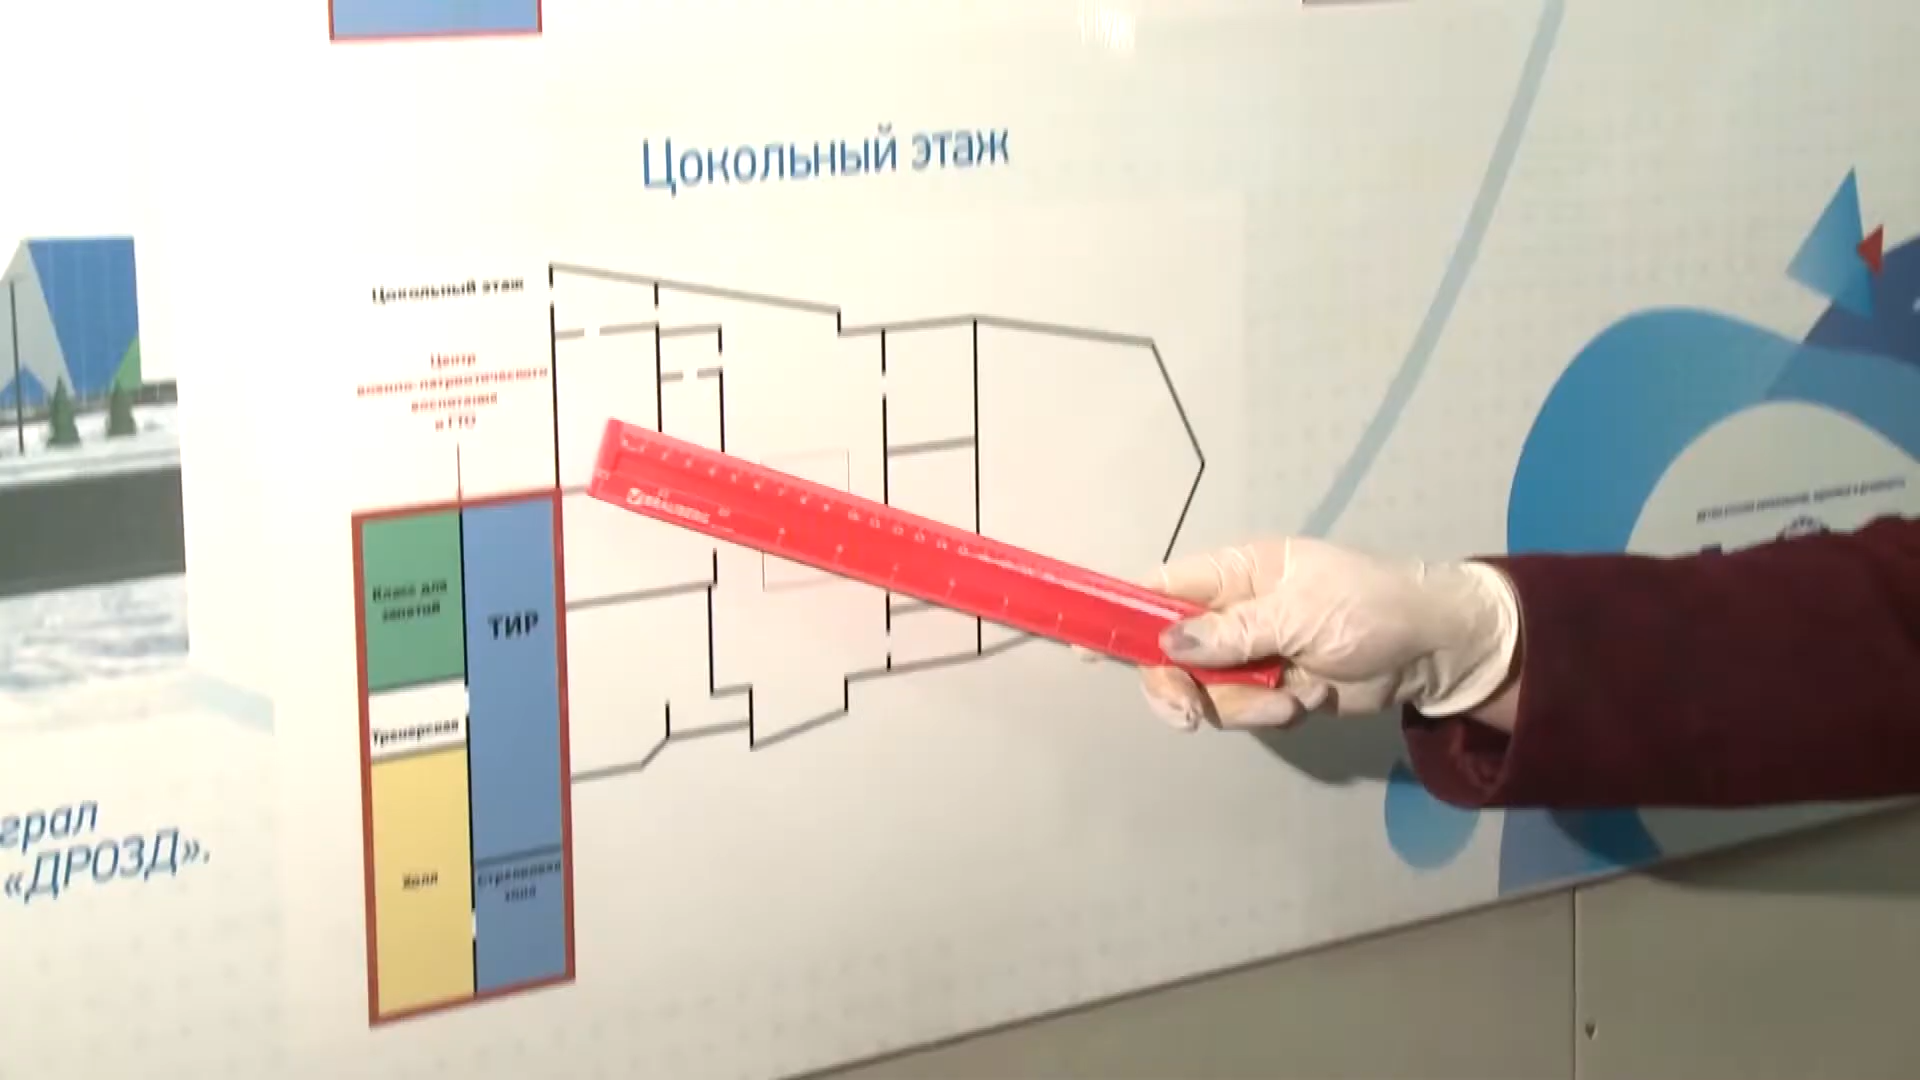 Цокольный этаж
Цокольный этаж
Центр
военно-патриотического
воспитания
и ГТО
Класс для
занятий
ТИР
Тренерская
Холл
Стрелковая
зона
грал
«ДРОЗД».
BRAUBERG